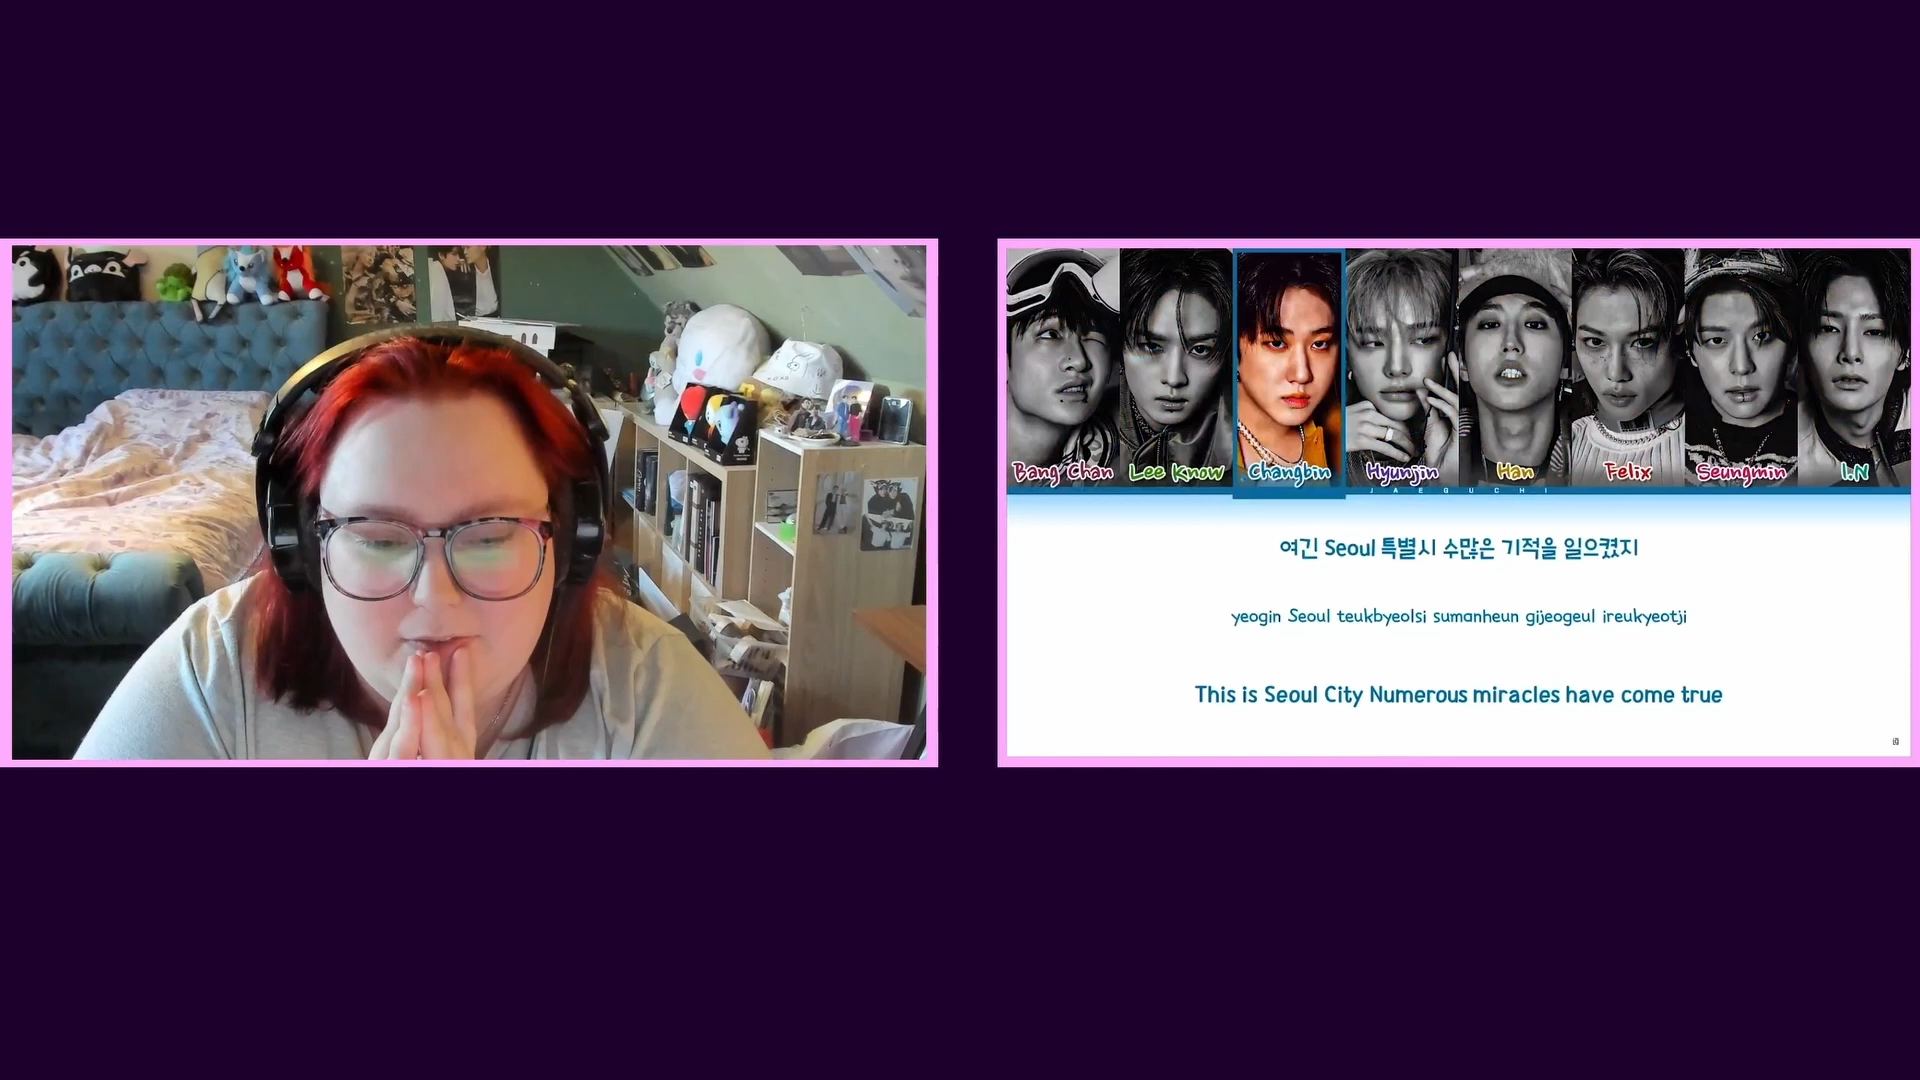 Bang Chan Lee Know Changbin Hyunjin Han Felix Seungmin I.N
J A E G U C H I
여긴 Seoul 특별시 수많은 기적을 일으켰지
yeogin Seoul teukbyeolsi sumanheun gijeogeul ireukyeotji
This is Seoul City Numerous miracles have come true